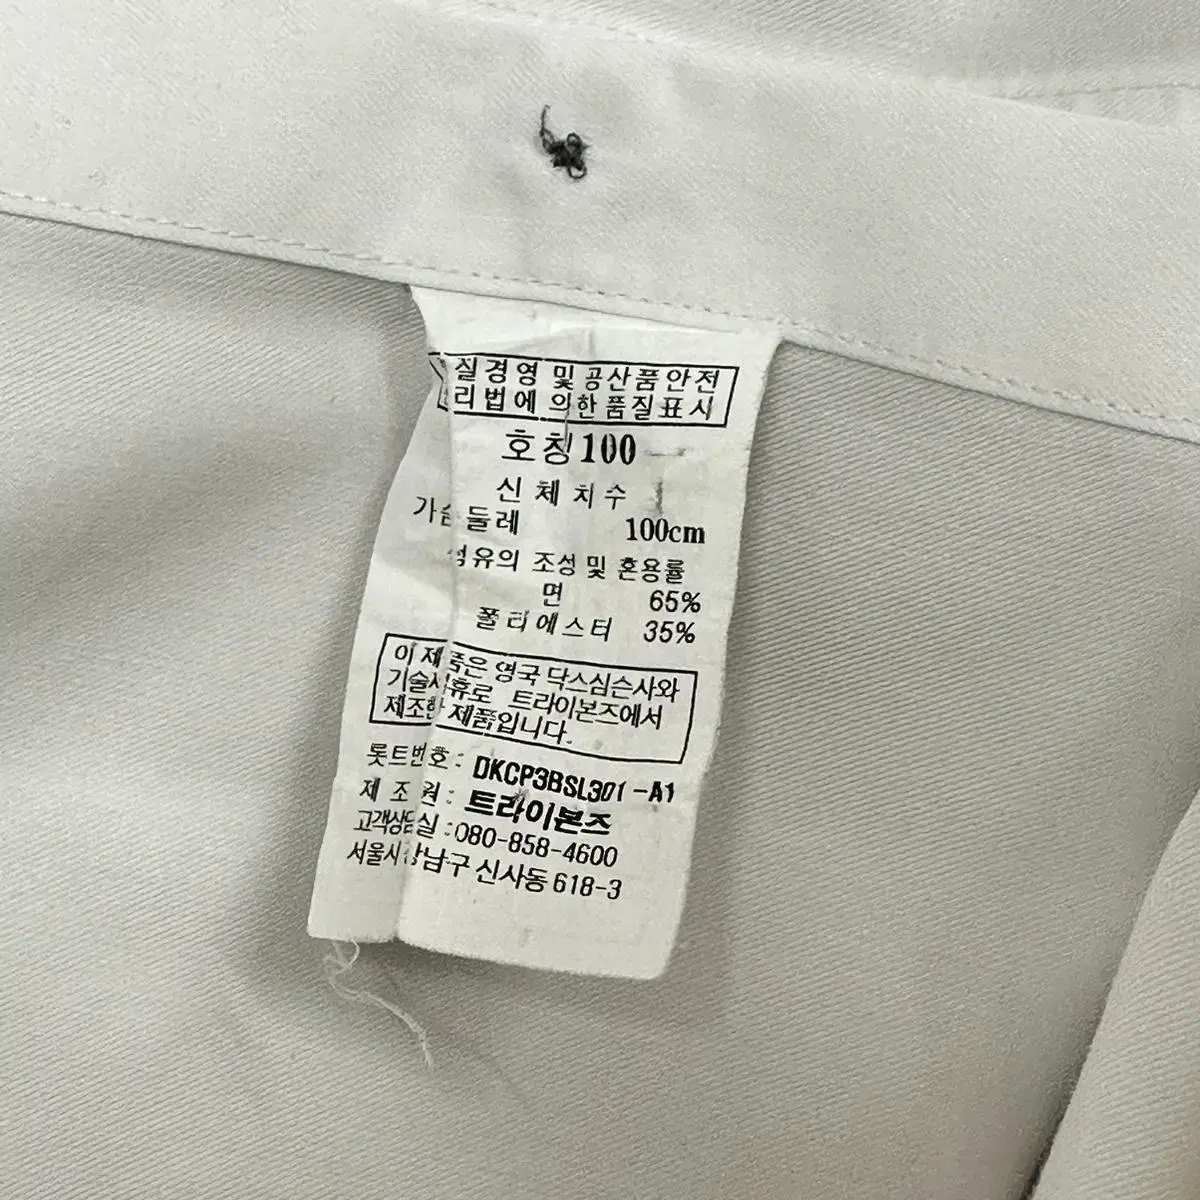 실경영 및 공산품안전
리법에 의한 품질표시
호칭 100
신체치수
가슴둘레 100cm
섬유의 조성 및 혼용률
면 65%
폴리에스터 35%
이 제품은 영국 닥스심슨사와
기술제휴로 트라이본즈에서
제조한 제품입니다.
롯트번호 : DKCP3BSL301-A1
제조원 : 트라이본즈
고객상담실 : 080-858-4600
서울시강남구 신사동 618-3